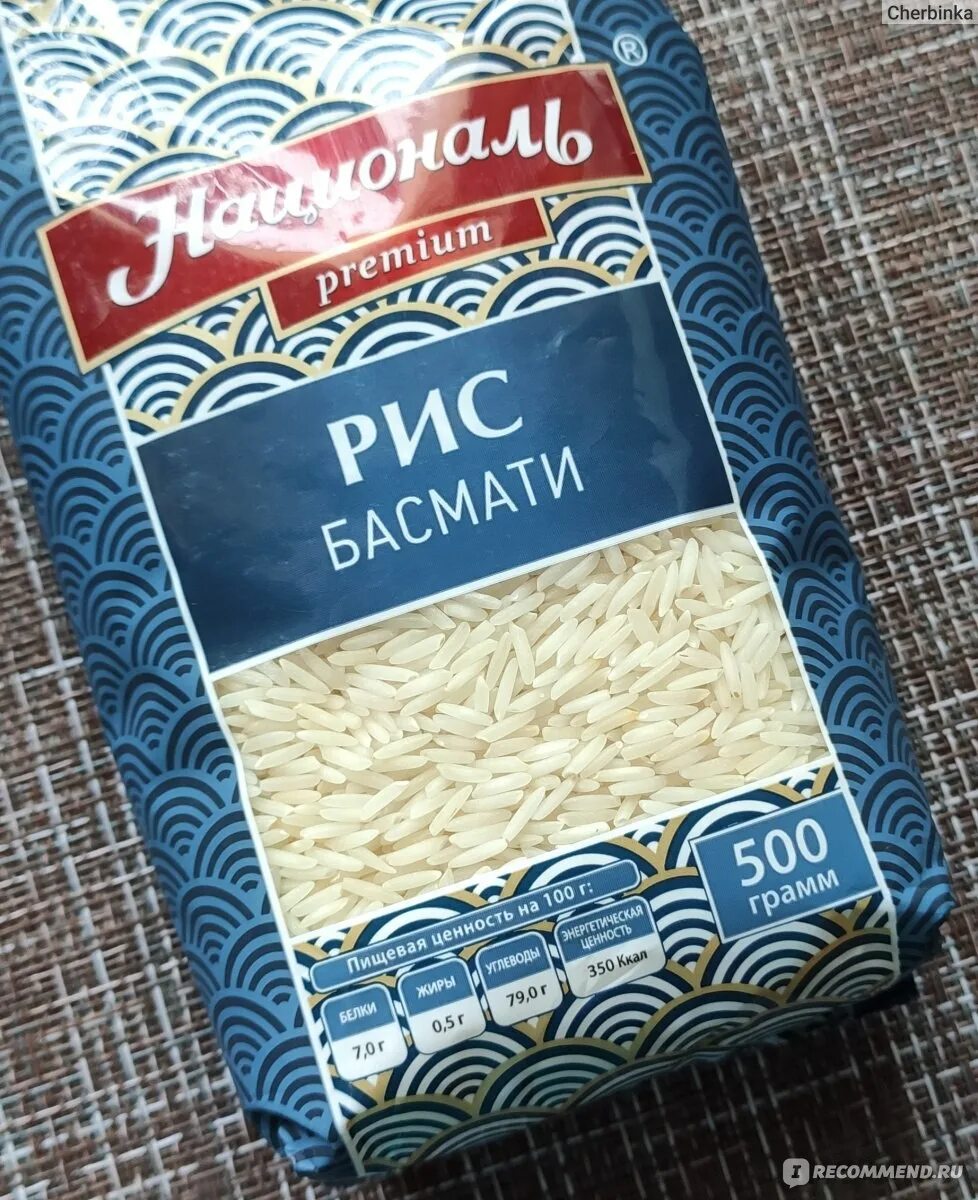 Cherbinka
®
Националь
premium
РИС
БАСМАТИ
500
грамм
Пищевая ценность на 100 г:
БЕЛКИ
7,0 г
ЖИРЫ
0,5 г
УГЛЕВОДЫ
79,0 г
ЭНЕРГЕТИЧЕСКАЯ
ЦЕННОСТЬ
350 Ккал
IRECOMMEND.RU